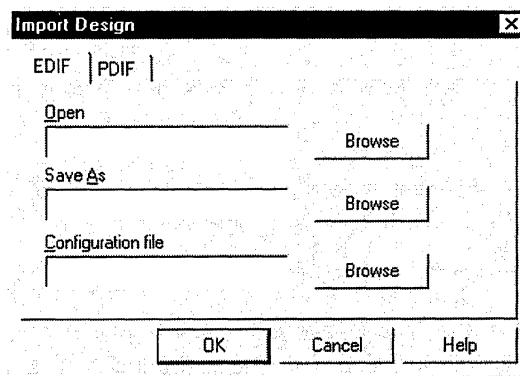 Import Design
EDIF PDIF
Open
Browse
Save As
Browse
Configuration file
Browse
OK Cancel Help